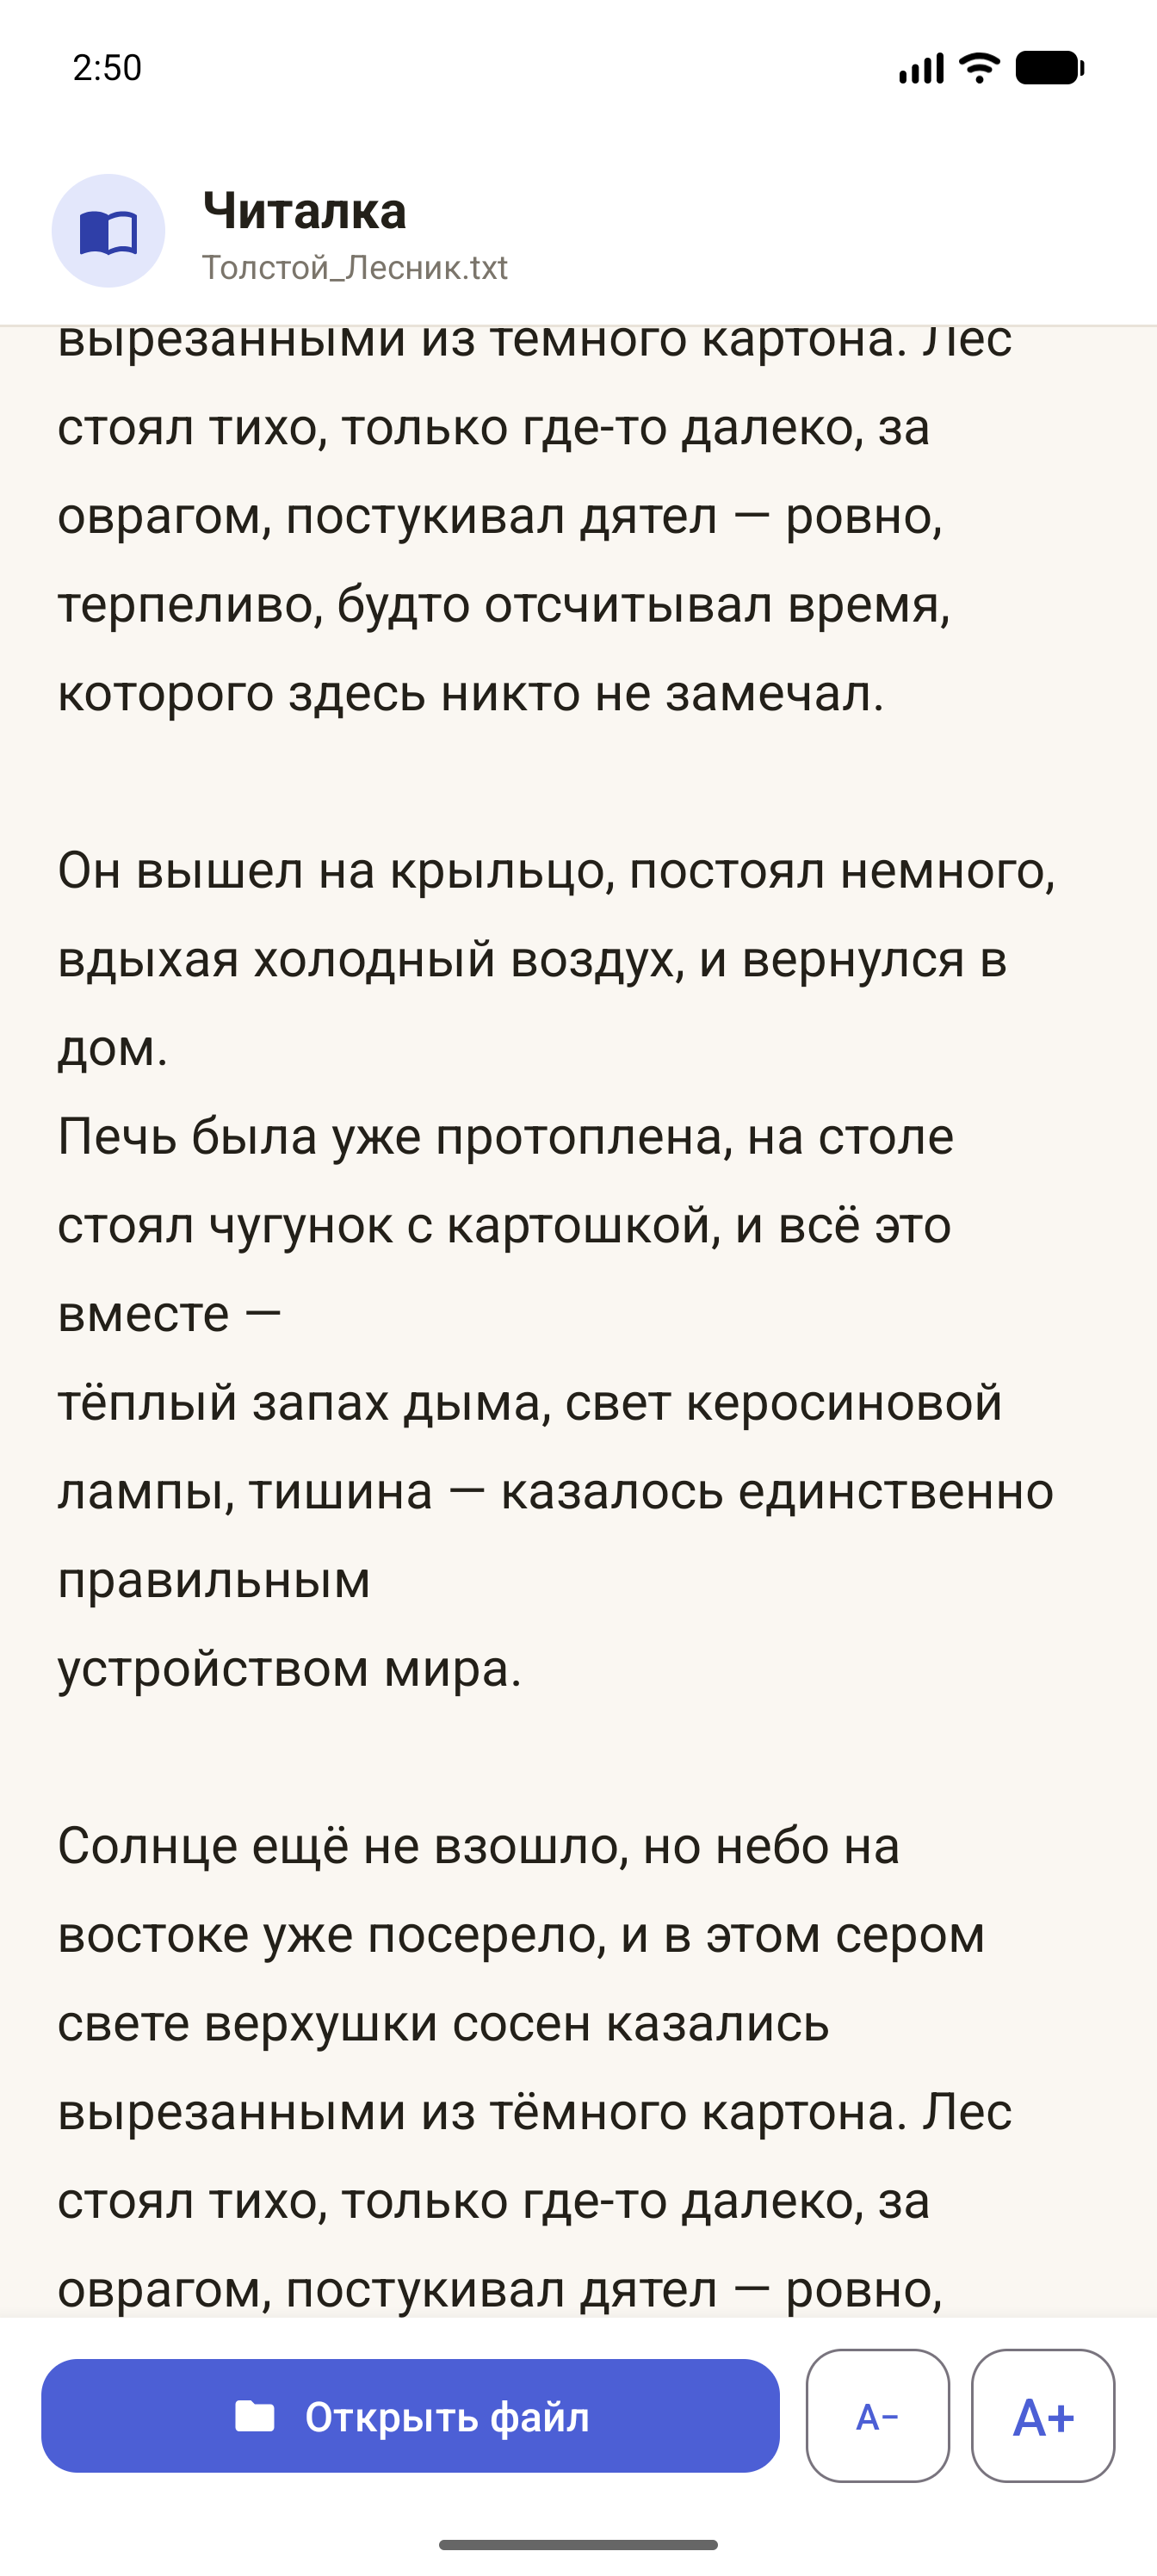 2:50
Читалка
Толстой_Лесник.txt
вырезанными из тёмного картона. Лес
стоял тихо, только где-то далеко, за
оврагом, постукивал дятел — ровно,
терпеливо, будто отсчитывал время,
которого здесь никто не замечал.
Он вышел на крыльцо, постоял немного,
вдыхая холодный воздух, и вернулся в
дом.
Печь была уже протоплена, на столе
стоял чугунок с картошкой, и всё это
вместе —
тёплый запах дыма, свет керосиновой
лампы, тишина — казалось единственно
правильным
устройством мира.
Солнце ещё не взошло, но небо на
востоке уже посерело, и в этом сером
свете верхушки сосен казались
вырезанными из тёмного картона. Лес
стоял тихо, только где-то далеко, за
оврагом, постукивал дятел — ровно,
Открыть файл
A−
A+